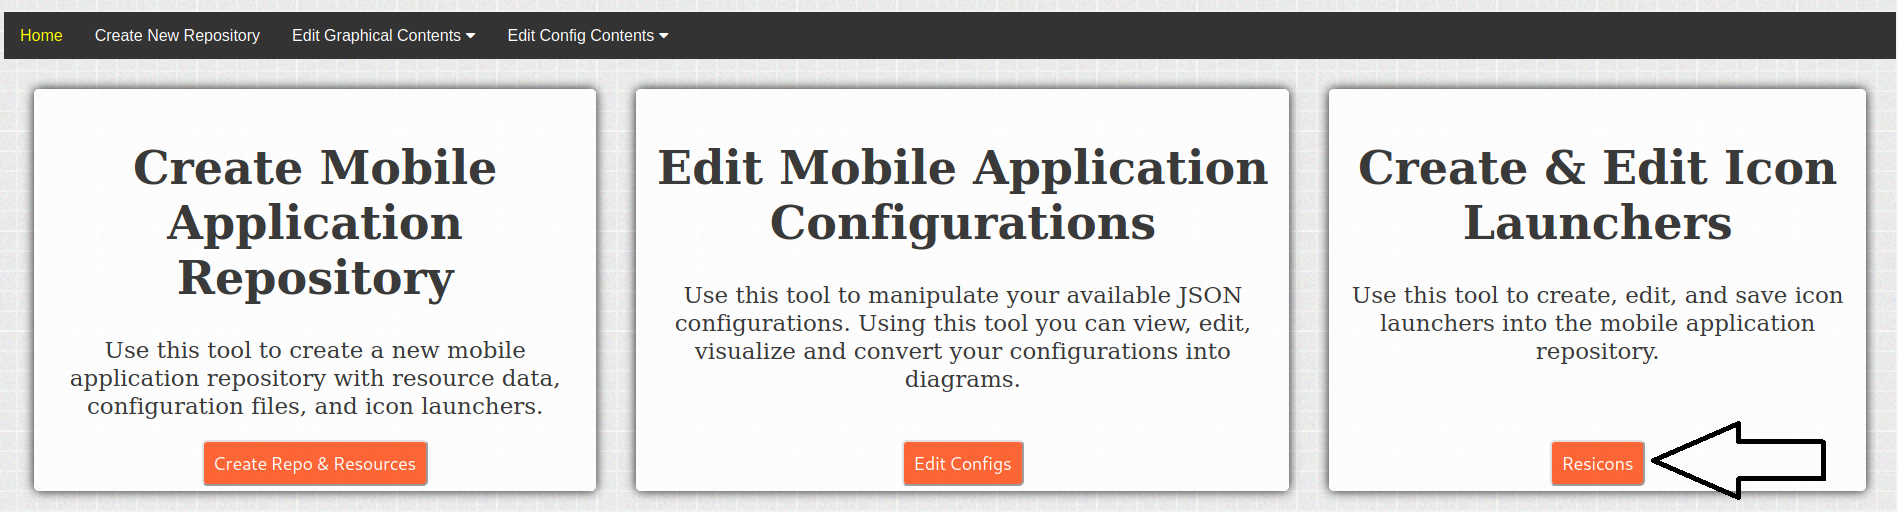 Home Create New Repository Edit Graphical Contents Edit Config Contents
Create Mobile
Application
Repository
Use this tool to create a new mobile
application repository with resource data,
configuration files, and icon launchers.
Create Repo & Resources
Edit Mobile Application
Configurations
Use this tool to manipulate your available JSON
configurations. Using this tool you can view, edit,
visualize and convert your configurations into
diagrams.
Edit Configs
Create & Edit Icon
Launchers
Use this tool to create, edit, and save icon
launchers into the mobile application
repository.
Resicons